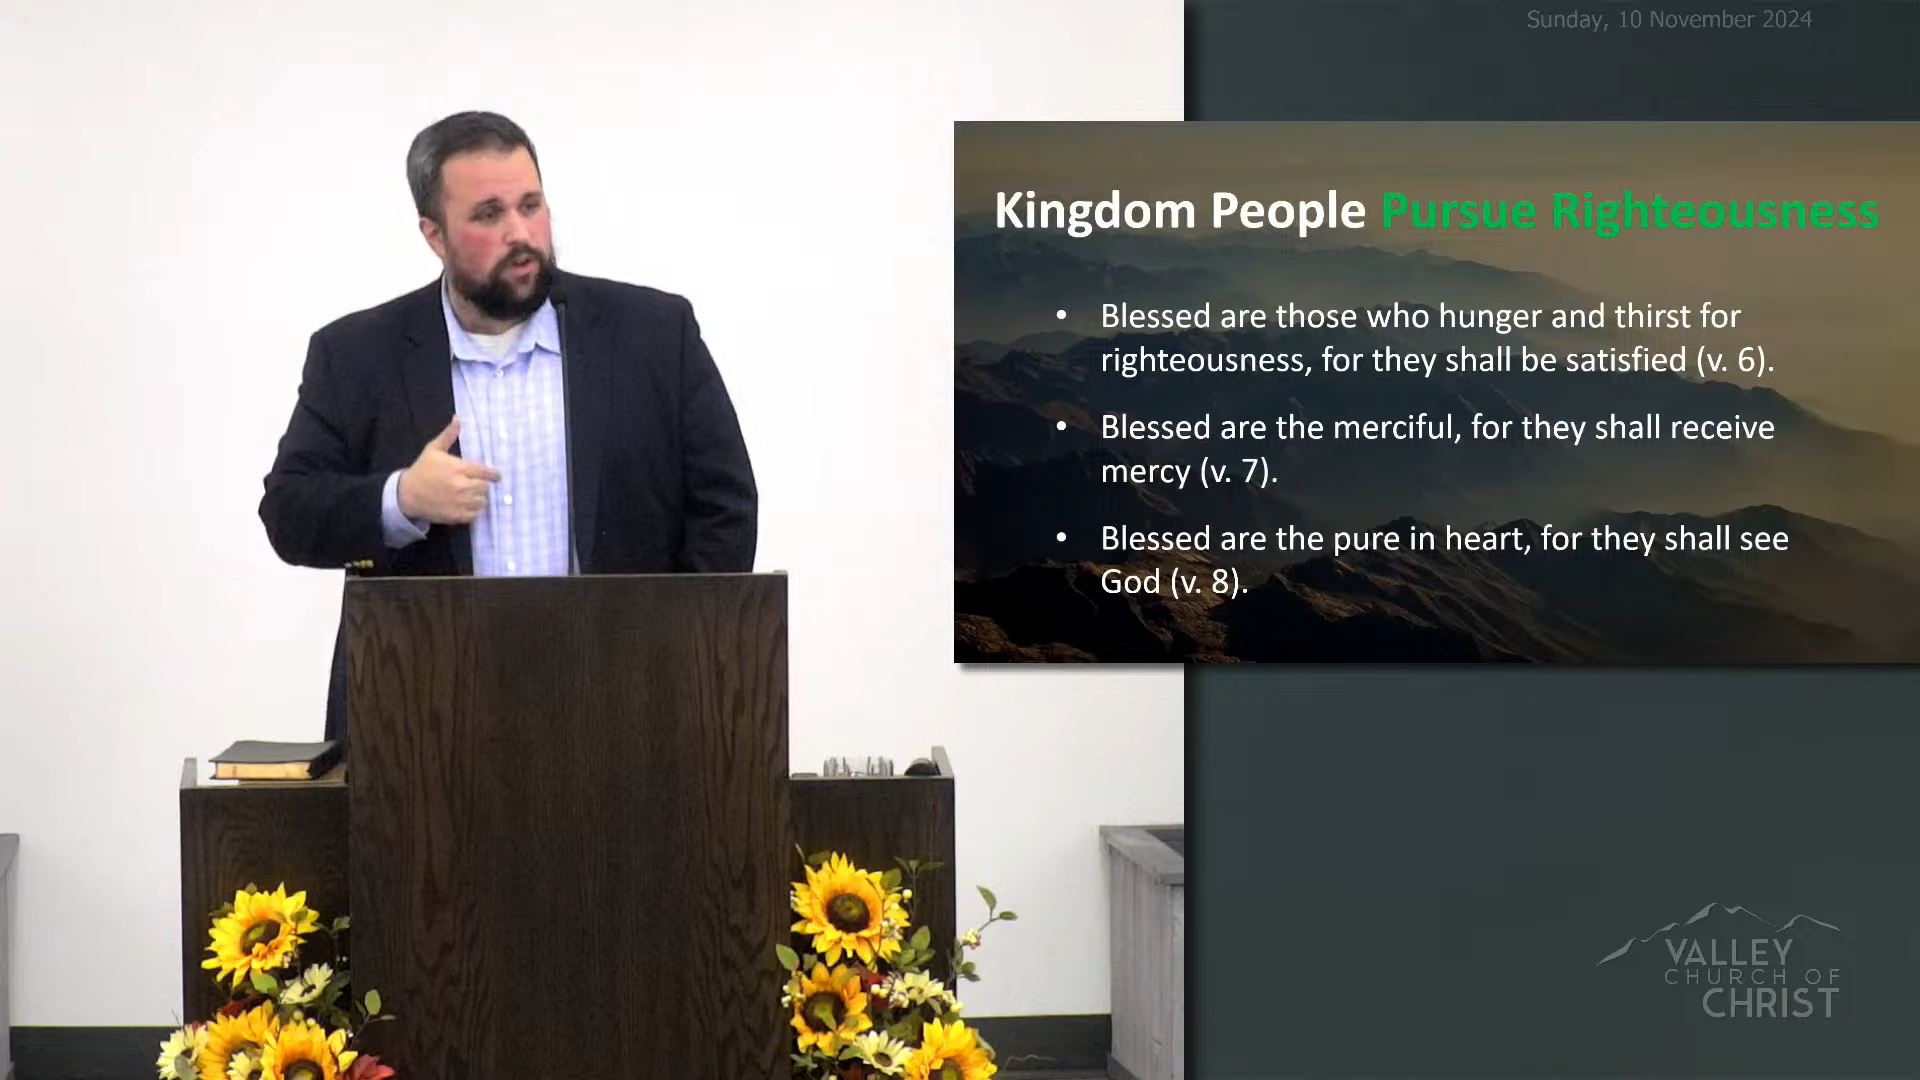 Sunday, 10 November 2024
Kingdom People Pursue Righteousness
• Blessed are those who hunger and thirst for
righteousness, for they shall be satisfied (v. 6).
• Blessed are the merciful, for they shall receive
mercy (v. 7).
• Blessed are the pure in heart, for they shall see
God (v. 8).
VALLEY
CHURCH OF
CHRIST